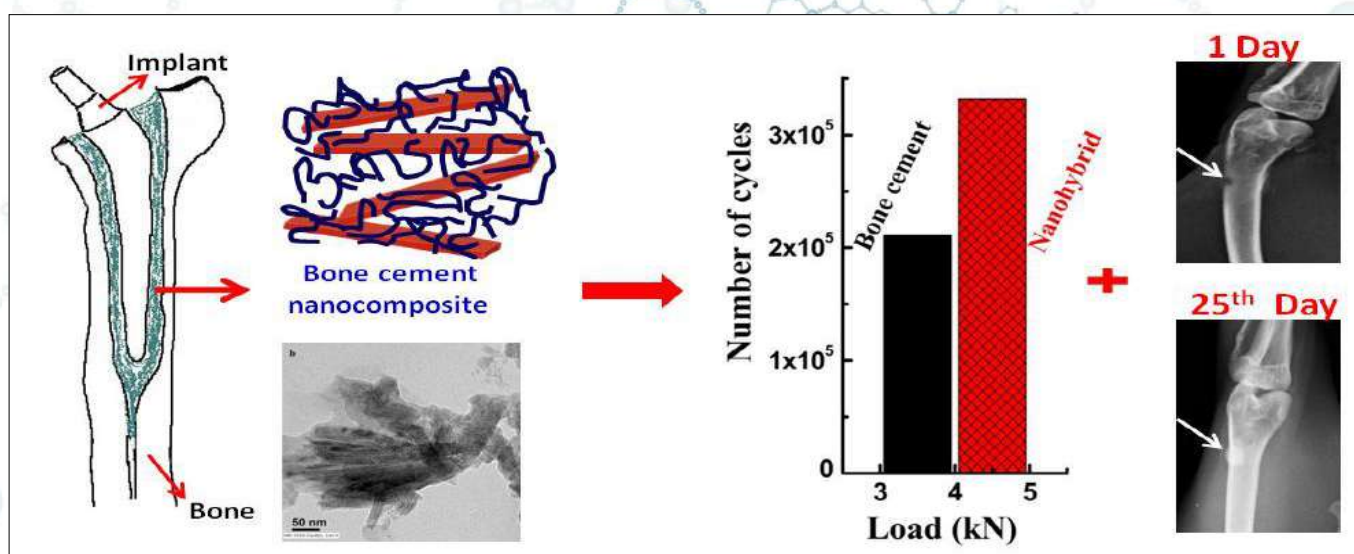 Implant
Bone
Bone cement
nanocomposite
b
50 nm
Number of cycles
3x10⁵
2x10⁵
1x10⁵
0
Bone cement
Nanohybrid
3 4 5
Load (kN)
+
1 Day
25th Day